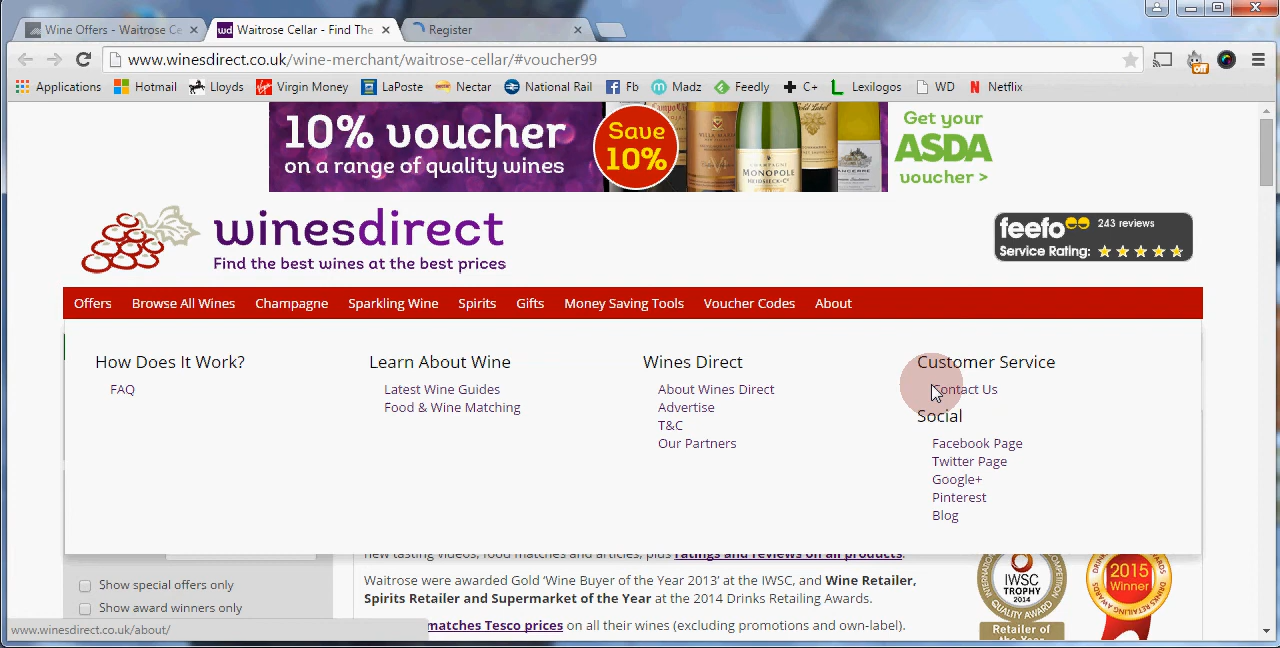 Wine Offers - Waitrose Ce
wd Waitrose Cellar - Find The
Register
www.winesdirect.co.uk/wine-merchant/waitrose-cellar/#voucher99
off
Applications Hotmail Lloyds Virgin Money LaPoste Nectar National Rail Fb Madz Feedly C+ Lexilogos WD Netflix
10% voucher
on a range of quality wines
Save
10%
MONOPOLE
Get your
ASDA
voucher >
winesdirect
Find the best wines at the best prices
feefo 243 reviews
Service Rating:
Offers Browse All Wines Champagne Sparkling Wine Spirits Gifts Money Saving Tools Voucher Codes About
How Does It Work?
FAQ
Learn About Wine
Latest Wine Guides
Food & Wine Matching
Wines Direct
About Wines Direct
Advertise
T&C
Our Partners
Customer Service
Contact Us
Social
Facebook Page
Twitter Page
Google+
Pinterest
Blog
new tasting videos, food matches and articles, plus ratings and reviews on all products.
Show special offers only
Show award winners only
Waitrose won awarded Gold 'Wine Buyer of the Year 2013' at the IWSC, and Wine Retailer,
Spirits and Supermarket of the Year at the 2014 Drinks Retailing Awards.
matches Tesco prices on all their wines (excluding promotions and own-label).
IWSC
TROPHY
2014
Retailer of
the Year
2015
Winner
www.winesdirect.co.uk/about/